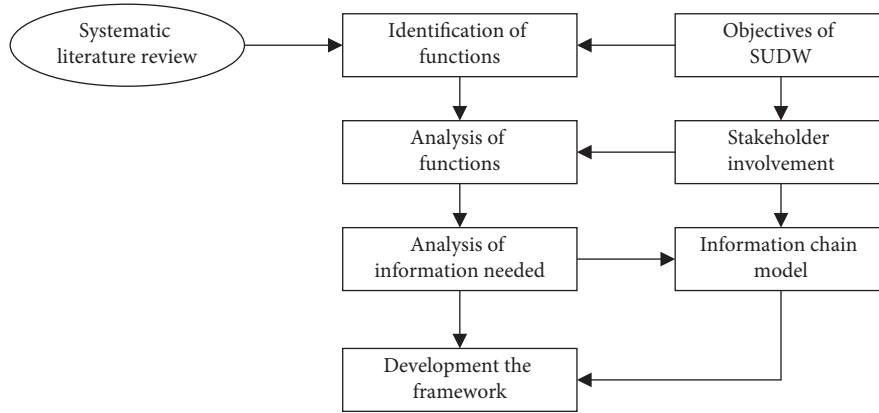 Systematic
literature review
Identification of
functions
Objectives of
SUDW
Analysis of
functions
Stakeholder
involvement
Analysis of
information needed
Information chain
model
Development the
framework